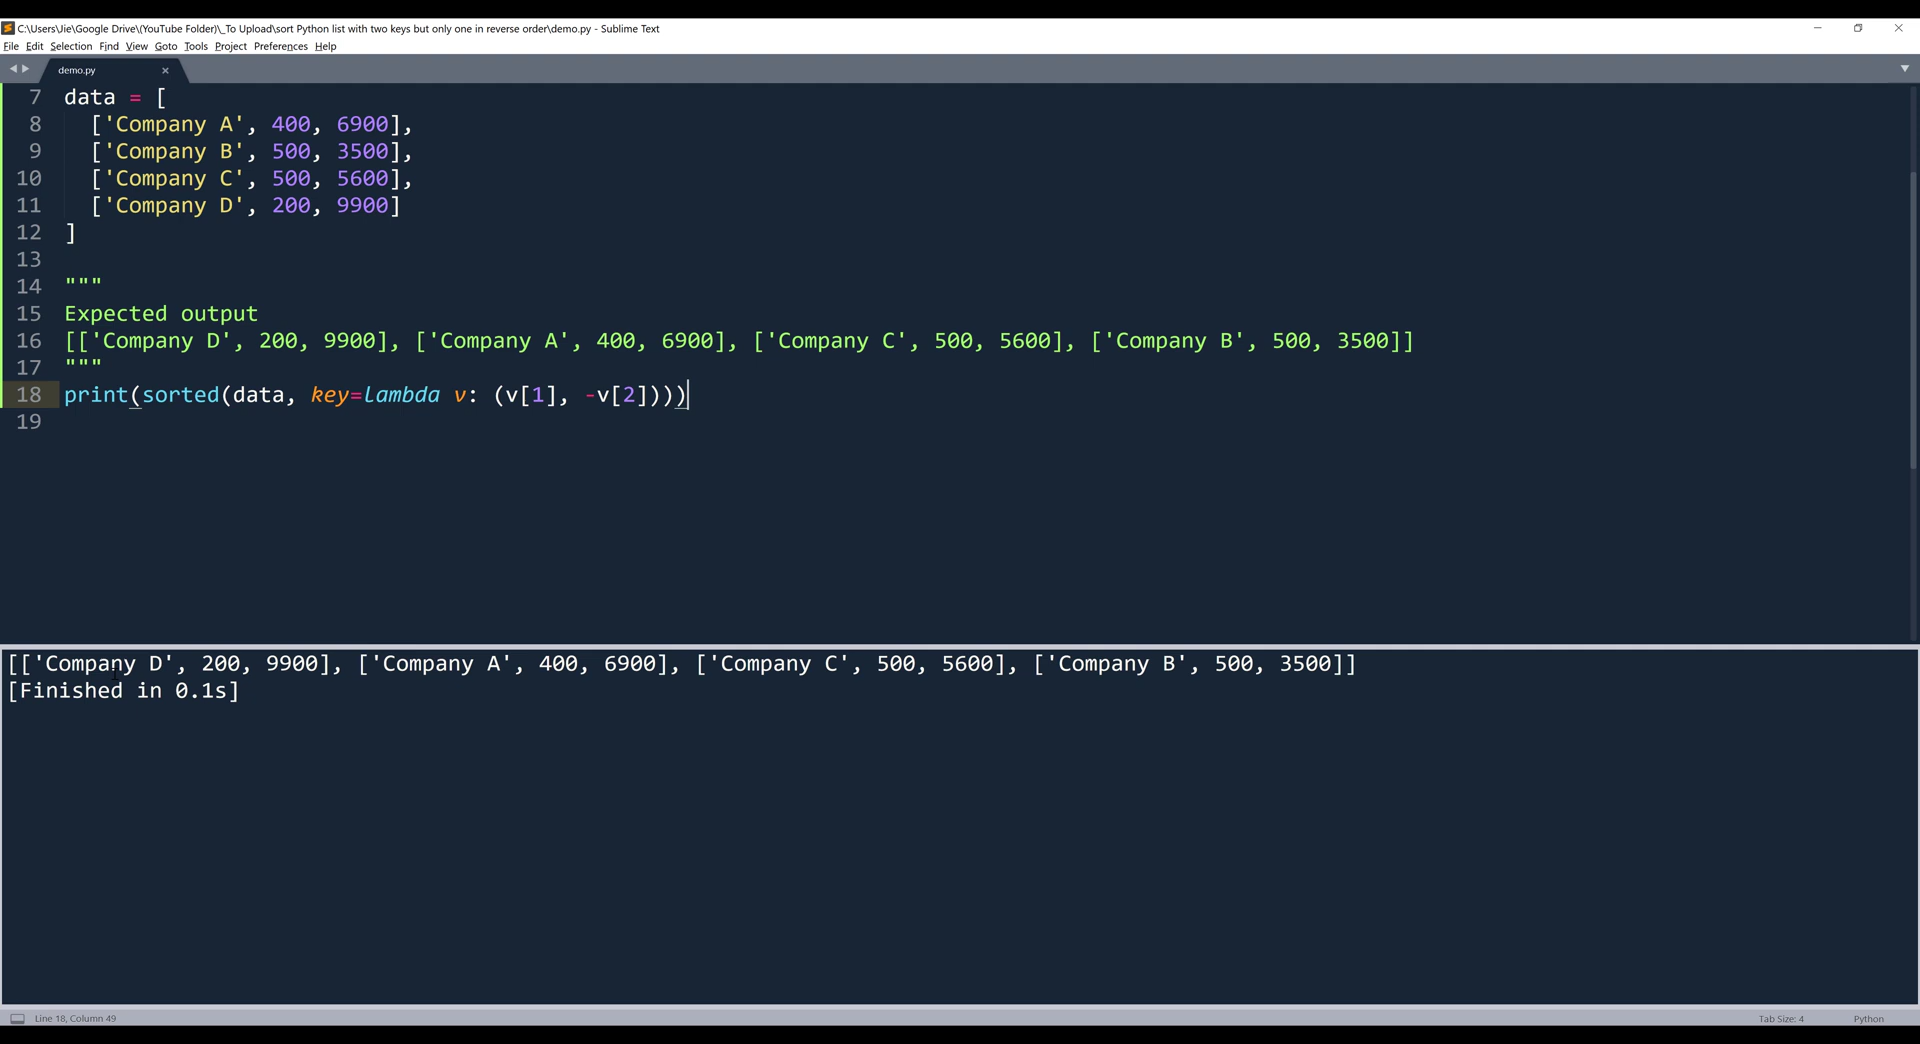 C:\Users\Jie\Google Drive\(YouTube Folder)\_To Upload\sort Python list with two keys but only one in reverse order\demo.py - Sublime Text
File Edit Selection Find View Goto Tools Project Preferences Help
demo.py
7 data = [
8 ['Company A', 400, 6900],
9 ['Company B', 500, 3500],
10 ['Company C', 500, 5600],
11 ['Company D', 200, 9900]
12 ]
13
14 """
15 Expected output
16 [['Company D', 200, 9900], ['Company A', 400, 6900], ['Company C', 500, 5600], ['Company B', 500, 3500]]
17 """
18 print(sorted(data, key=lambda v: (v[1], -v[2])))
19
[['Company D', 200, 9900], ['Company A', 400, 6900], ['Company C', 500, 5600], ['Company B', 500, 3500]]
[Finished in 0.1s]
Line 18, Column 49 Tab Size: 4 Python